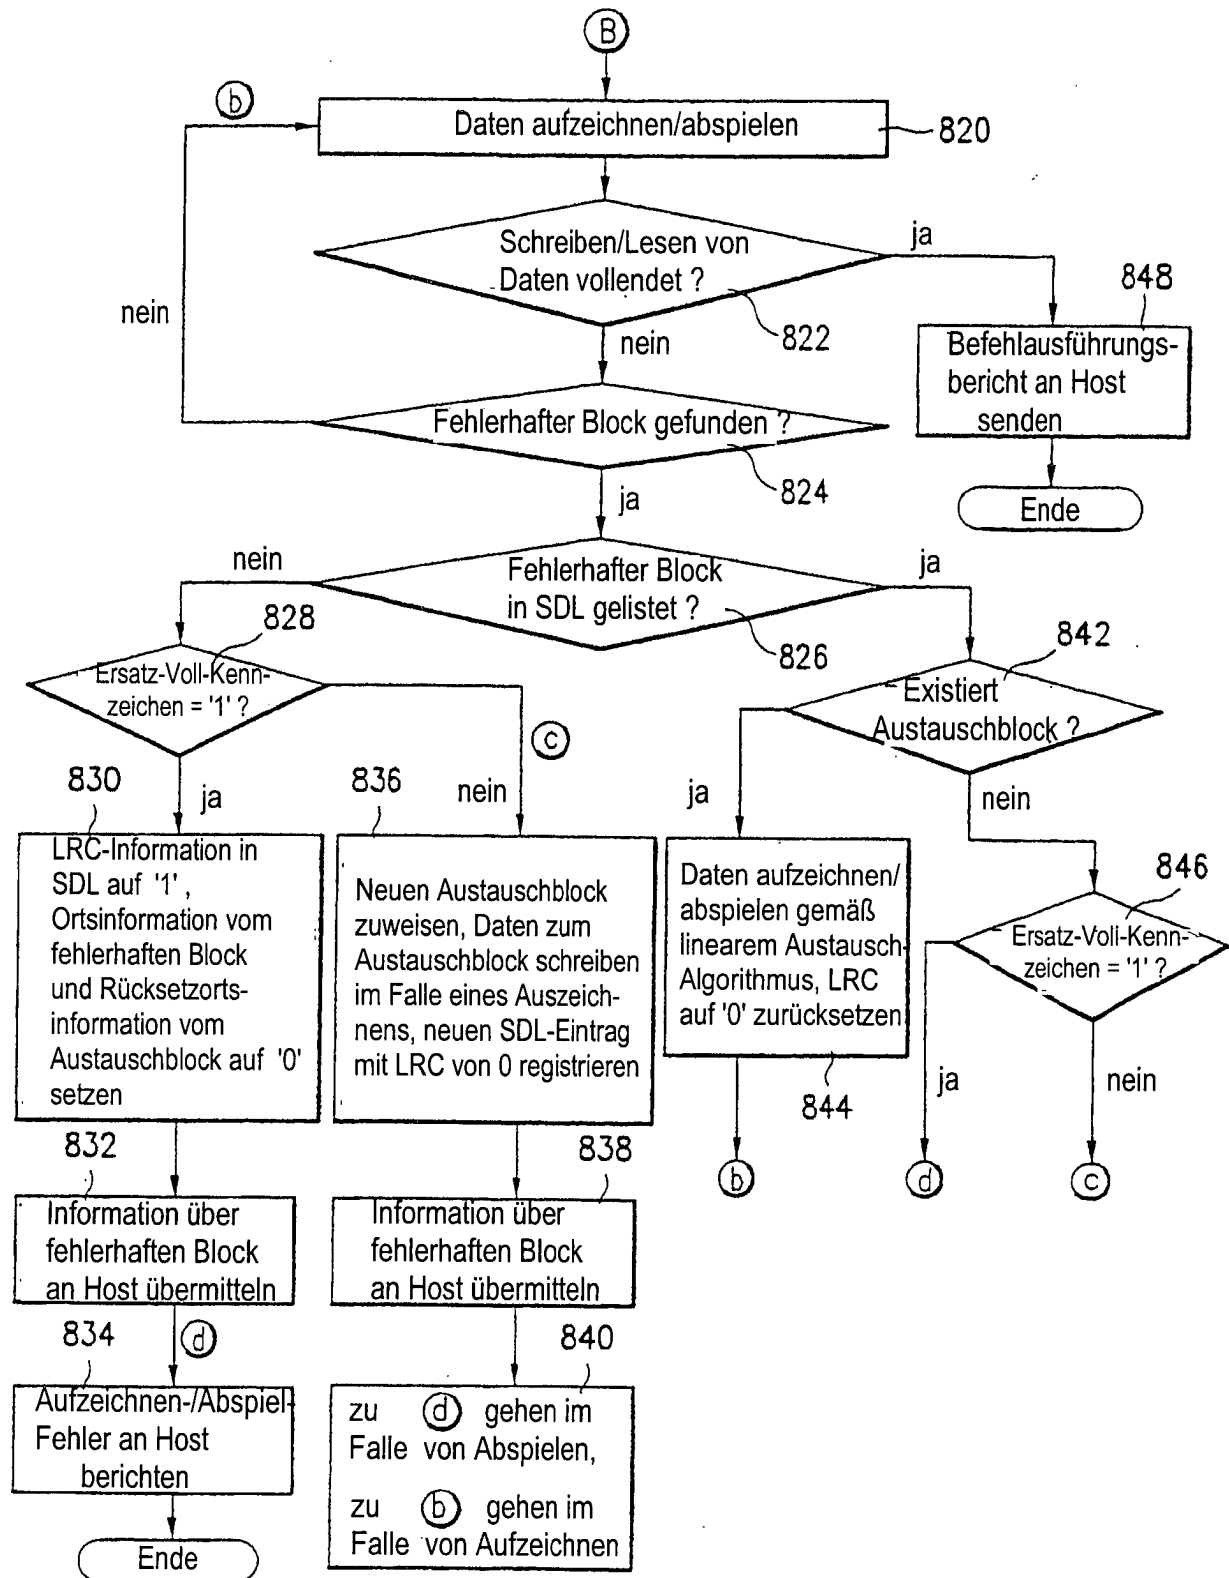 B
b
Daten aufzeichnen/abspielen
820
Schreiben/Lesen von
Daten vollendet ?
ja
822
nein
nein
848
Befehlausführungs-
bericht an Host
senden
Ende
Fehlerhafter Block gefunden ?
824
ja
nein
Fehlerhafter Block
in SDL gelistet ?
ja
826
828
Ersatz-Voll-Kenn-
zeichen = '1' ?
842
Existiert
Austauschblock ?
c
830
ja
836
nein
ja
nein
LRC-Information in
SDL auf '1' ,
Ortsinformation vom
fehlerhaften Block
und Rücksetzorts-
information vom
Austauschblock auf '0'
setzen
Neuen Austauschblock
zuweisen, Daten zum
Austauschblock schreiben
im Falle eines Auszeich-
nens, neuen SDL-Eintrag
mit LRC von 0 registrieren
Daten aufzeichnen/
abspielen gemäß
linearem Austausch-
Algorithmus, LRC
auf '0' zurücksetzen
844
846
Ersatz-Voll-Kenn-
zeichen = '1' ?
ja
nein
b
d
c
832
Information über
fehlerhaften Block
an Host übermitteln
838
Information über
fehlerhaften Block
an Host übermitteln
834
d
Aufzeichnen-/Abspiel-
Fehler an Host
berichten
Ende
840
zu d gehen im
Falle von Abspielen,
zu b gehen im
Falle von Aufzeichnen